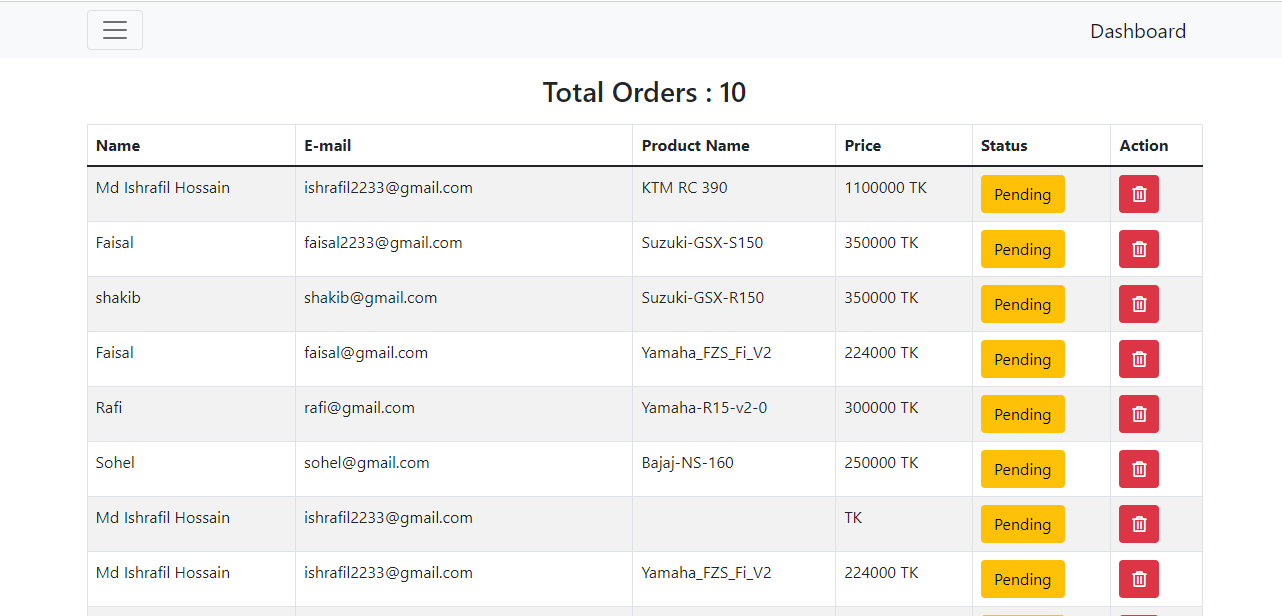 Dashboard
Total Orders : 10
Name E-mail Product Name Price Status Action
Md Ishrafil Hossain ishrafil2233@gmail.com KTM RC 390 1100000 TK Pending
Faisal faisal2233@gmail.com Suzuki-GSX-S150 350000 TK Pending
shakib shakib@gmail.com Suzuki-GSX-R150 350000 TK Pending
Faisal faisal@gmail.com Yamaha_FZS_Fi_V2 224000 TK Pending
Rafi rafi@gmail.com Yamaha-R15-v2-0 300000 TK Pending
Sohel sohel@gmail.com Bajaj-NS-160 250000 TK Pending
Md Ishrafil Hossain ishrafil2233@gmail.com TK Pending
Md Ishrafil Hossain ishrafil2233@gmail.com Yamaha_FZS_Fi_V2 224000 TK Pending